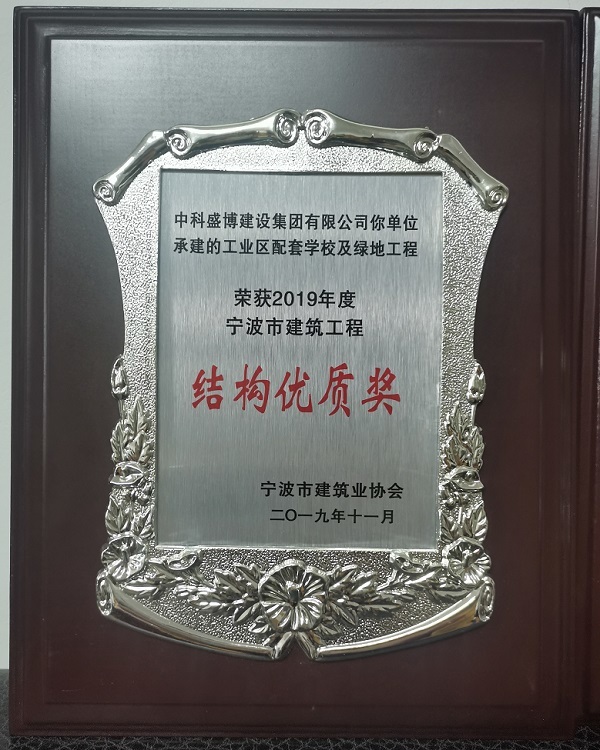 中科盛博建设集团有限公司你单位
承建的工业区配套学校及绿地工程
荣获2019年度
宁波市建筑工程
结构优质奖
宁波市建筑业协会
二〇一九年十一月